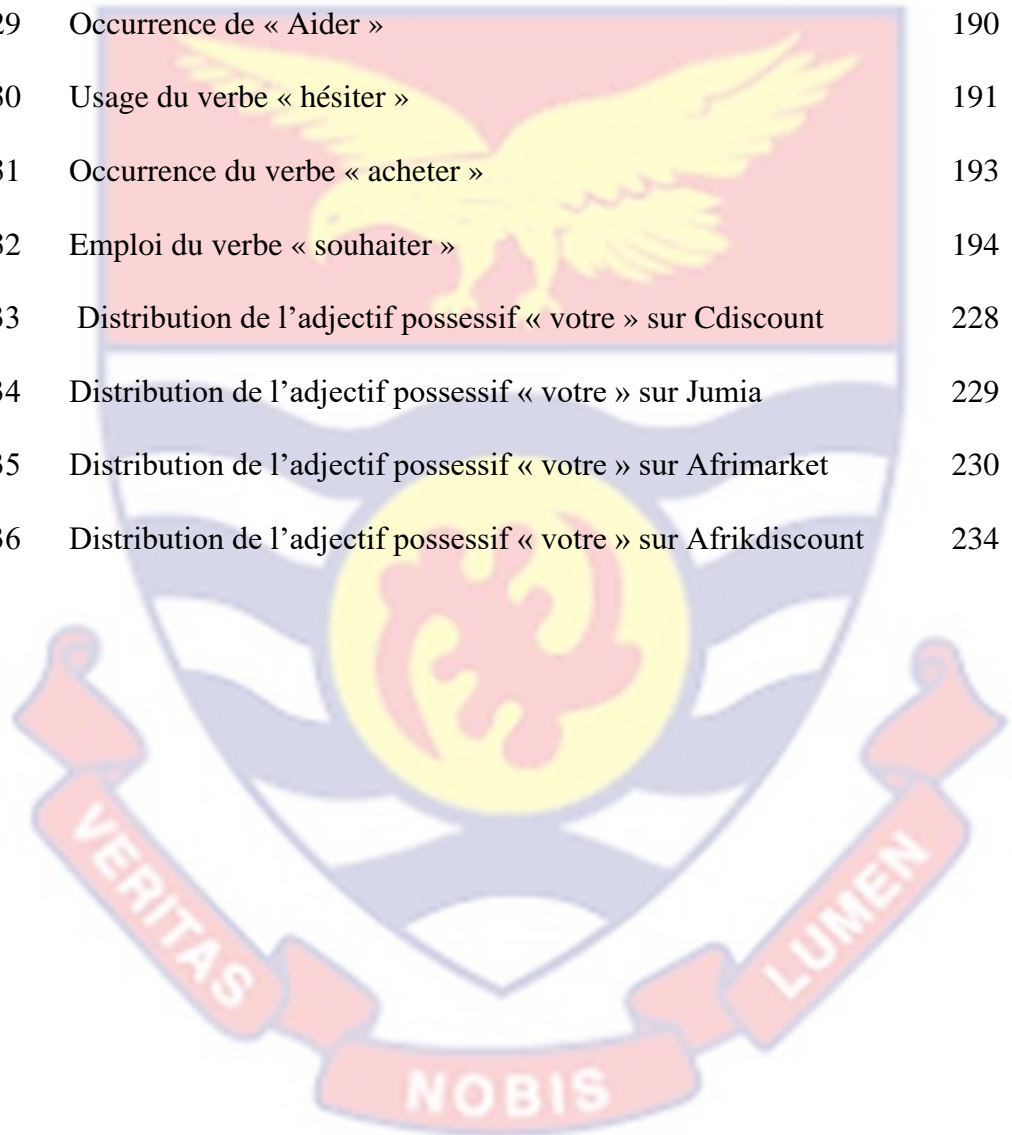 29 Occurrence de « Aider » 190
30 Usage du verbe « hésiter » 191
31 Occurrence du verbe « acheter » 193
32 Emploi du verbe « souhaiter » 194
33 Distribution de l’adjectif possessif « votre » sur Cdiscount 228
34 Distribution de l’adjectif possessif « votre » sur Jumia 229
35 Distribution de l’adjectif possessif « votre » sur Afrimarket 230
36 Distribution de l’adjectif possessif « votre » sur Afrikdiscount 234
VERITAS
NOBIS
LUMEN